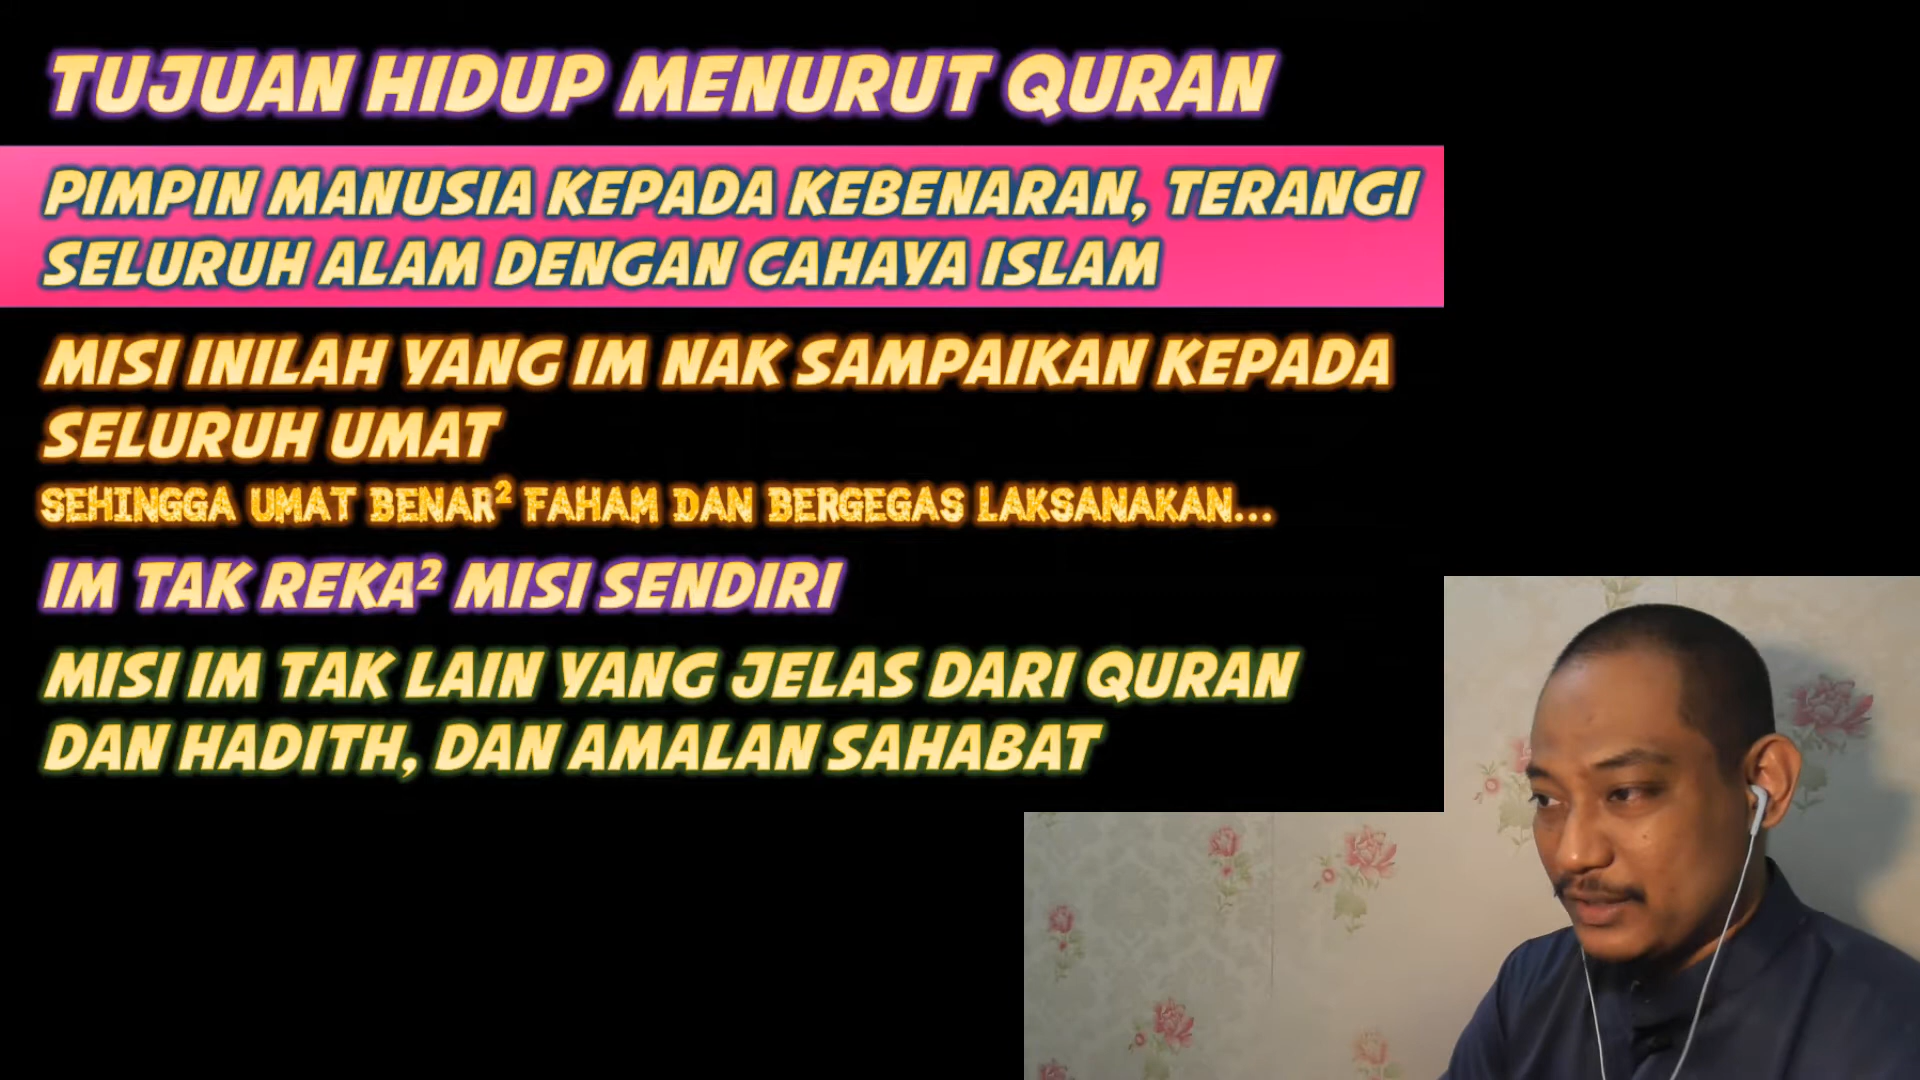 TUJUAN HIDUP MENURUT QURAN
PIMPIN MANUSIA KEPADA KEBENARAN, TERANGI
SELURUH ALAM DENGAN CAHAYA ISLAM
MISI INILAH YANG IM NAK SAMPAIKAN KEPADA
SELURUH UMAT
SEHINGGA UMAT BENAR² FAHAM DAN BERGEGAS LAKSANAKAN...
IM TAK REKA² MISI SENDIRI
MISI IM TAK LAIN YANG JELAS DARI QURAN
DAN HADITH, DAN AMALAN SAHABAT